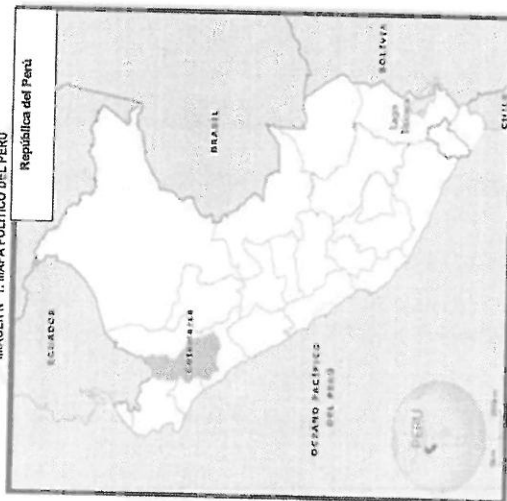 IMAGEN N° 1: MAPA POLÍTICO DEL PERÚ
República del Perú
ECUADOR
BRASIL
CAJAMARCA
OCEANO PACÍFICO
DEL PERÚ
BOLIVIA
Lago
Titicaca
CHILE
PERÚ